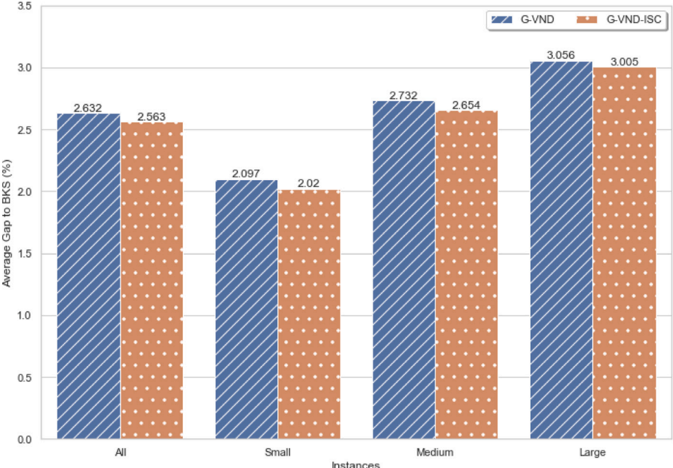 G-VND G-VND-ISC
Average Gap to BKS (%)
3.5
3.0
2.5
2.0
1.5
1.0
0.5
0.0
2.632 2.563 2.097 2.02 2.732 2.654 3.056 3.005
All Small Medium Large
Instances